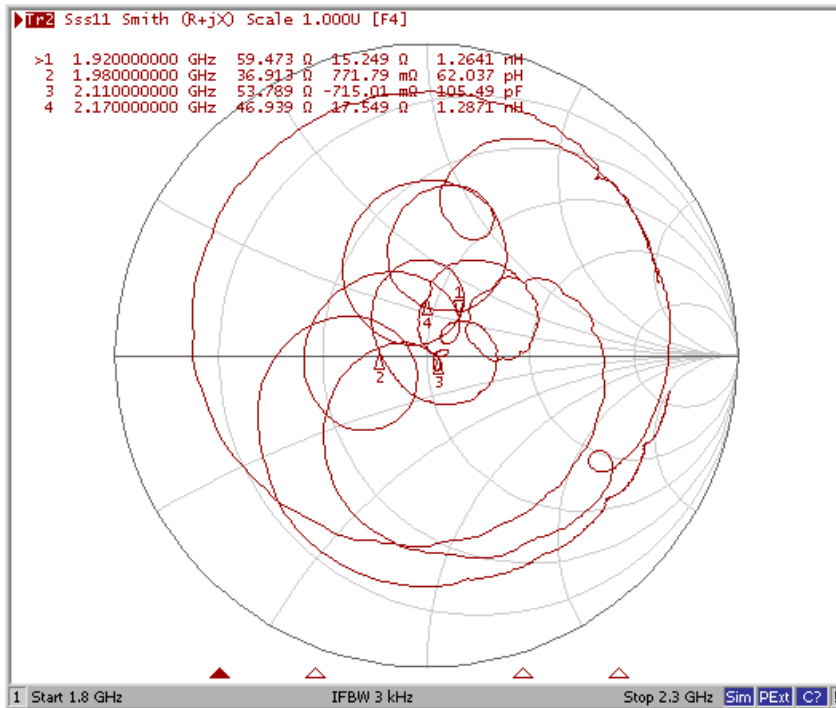 Tr2 Sss11 Smith (R+jX) Scale 1.000U [F4]
>1 1.920000000 GHz 59.473 Ω 15.249 Ω 1.2641 nH
2 1.980000000 GHz 36.913 Ω 771.79 mΩ 62.037 pH
3 2.110000000 GHz 53.789 Ω -715.01 mΩ 105.49 pF
4 2.170000000 GHz 46.939 Ω 17.549 Ω 1.2871 nH
1
4
2
3
1 Start 1.8 GHz IFBW 3 kHz Stop 2.3 GHz Sim PExt C?